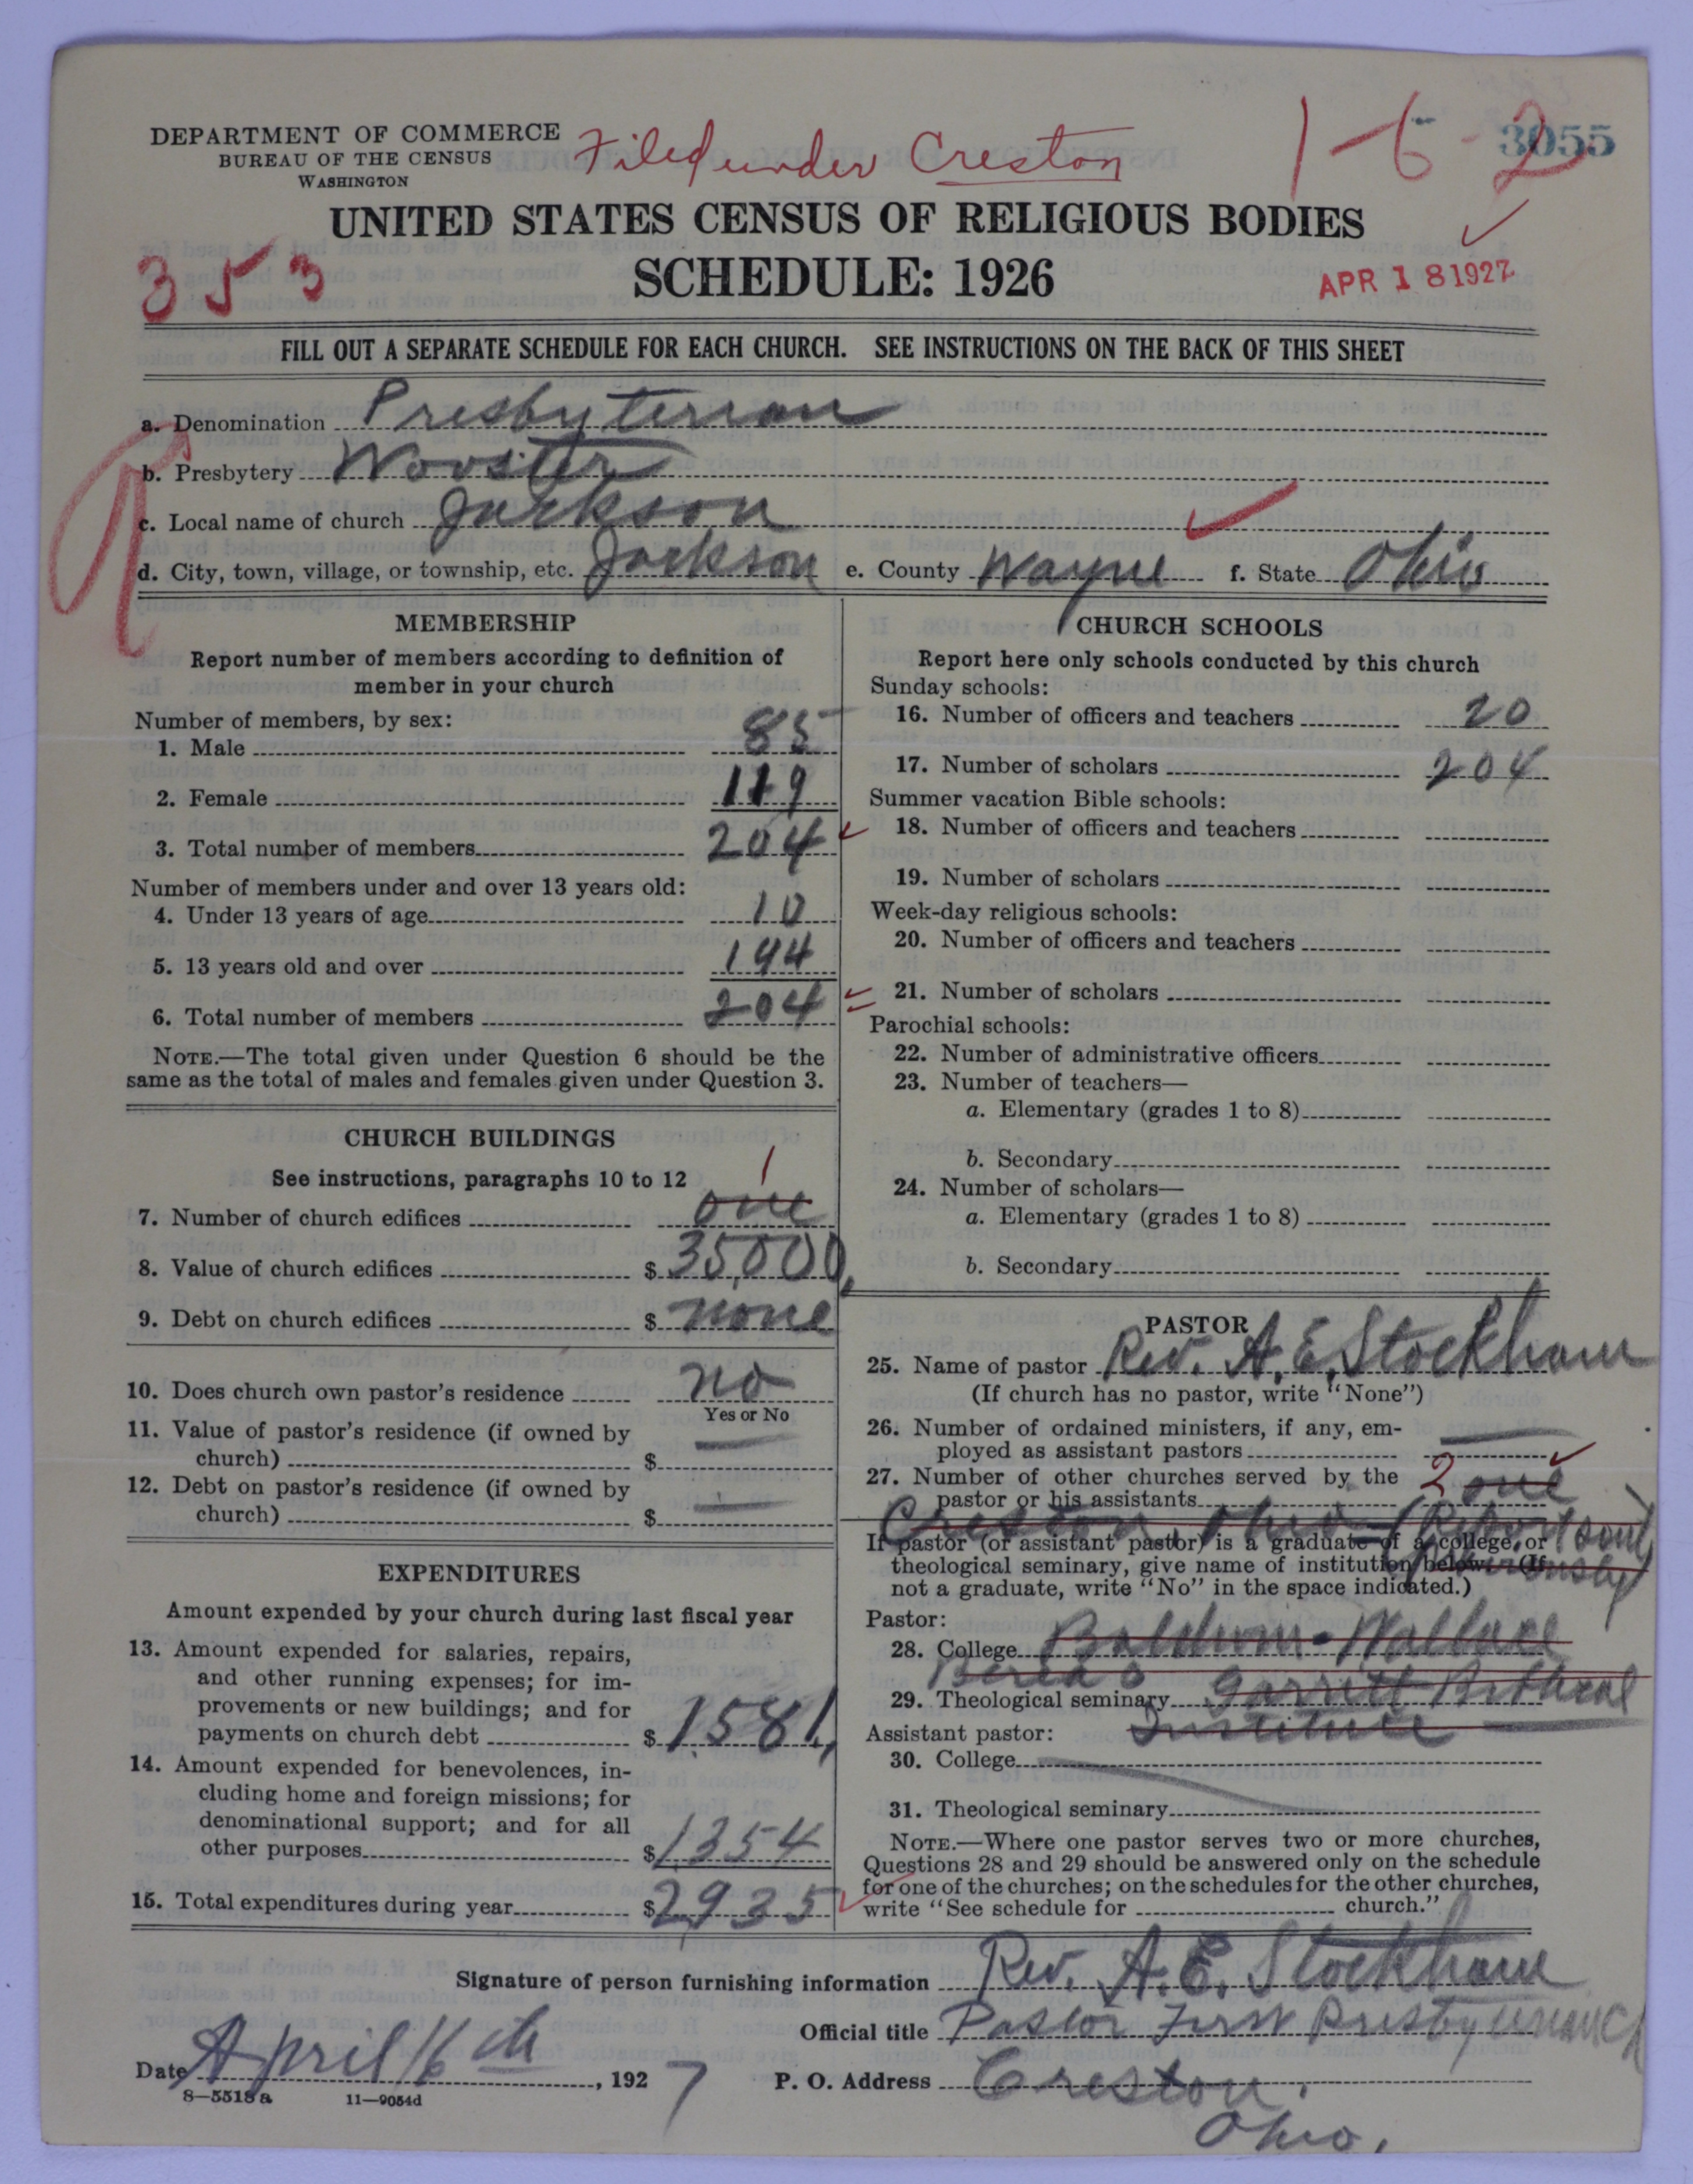 DEPARTMENT OF COMMERCE
BUREAU OF THE CENSUS
WASHINGTON
Filed under Creston
1-6-2
3055
UNITED STATES CENSUS OF RELIGIOUS BODIES
SCHEDULE: 1926
353
APR 18 1927
FILL OUT A SEPARATE SCHEDULE FOR EACH CHURCH. SEE INSTRUCTIONS ON THE BACK OF THIS SHEET
a. Denomination Presbyterian
b. Presbytery Wooster
c. Local name of church Jackson
d. City, town, village, or township, etc. Jackson e. County Wayne f. State Ohio
MEMBERSHIP
Report number of members according to definition of
member in your church
Number of members, by sex:
1. Male 85
2. Female 119
3. Total number of members 204
Number of members under and over 13 years old:
4. Under 13 years of age 10
5. 13 years old and over 194
6. Total number of members 204
NOTE.—The total given under Question 6 should be the
same as the total of males and females given under Question 3.
CHURCH BUILDINGS
See instructions, paragraphs 10 to 12
1
7. Number of church edifices one
8. Value of church edifices $ 35,000,
9. Debt on church edifices $ none
10. Does church own pastor's residence no
Yes or No
11. Value of pastor's residence (if owned by
church) $ —
12. Debt on pastor's residence (if owned by
church) $ —
EXPENDITURES
Amount expended by your church during last fiscal year
13. Amount expended for salaries, repairs,
and other running expenses; for im-
provements or new buildings; and for
payments on church debt $ 1,581,
14. Amount expended for benevolences, in-
cluding home and foreign missions; for
denominational support; and for all
other purposes $ 1354
15. Total expenditures during year $ 2935
CHURCH SCHOOLS
Report here only schools conducted by this church
Sunday schools:
16. Number of officers and teachers 20
17. Number of scholars 204
Summer vacation Bible schools:
18. Number of officers and teachers
19. Number of scholars
Week-day religious schools:
20. Number of officers and teachers
21. Number of scholars
Parochial schools:
22. Number of administrative officers
23. Number of teachers—
a. Elementary (grades 1 to 8)
b. Secondary
24. Number of scholars—
a. Elementary (grades 1 to 8)
b. Secondary
PASTOR
25. Name of pastor Rev. A. E. Stockham
(If church has no pastor, write "None")
26. Number of ordained ministers, if any, em-
ployed as assistant pastors —
27. Number of other churches served by the
pastor or his assistants 2 one
Creston, Ohio (Report sent
previously)
If pastor (or assistant pastor) is a graduate of a college or
theological seminary, give name of institution below. (If
not a graduate, write "No" in the space indicated.)
Pastor:
28. College Baldwin-Wallace
Berea O
29. Theological seminary Garrett Biblical
Institute
Assistant pastor:
30. College
31. Theological seminary
NOTE.—Where one pastor serves two or more churches,
Questions 28 and 29 should be answered only on the schedule
for one of the churches; on the schedules for the other churches,
write "See schedule for church."
Signature of person furnishing information Rev. A. E. Stockham
Official title Pastor First Presbyterian Ch
Date April 16th, 1927
P. O. Address Creston,
Ohio.
8—5518a 11—9054d